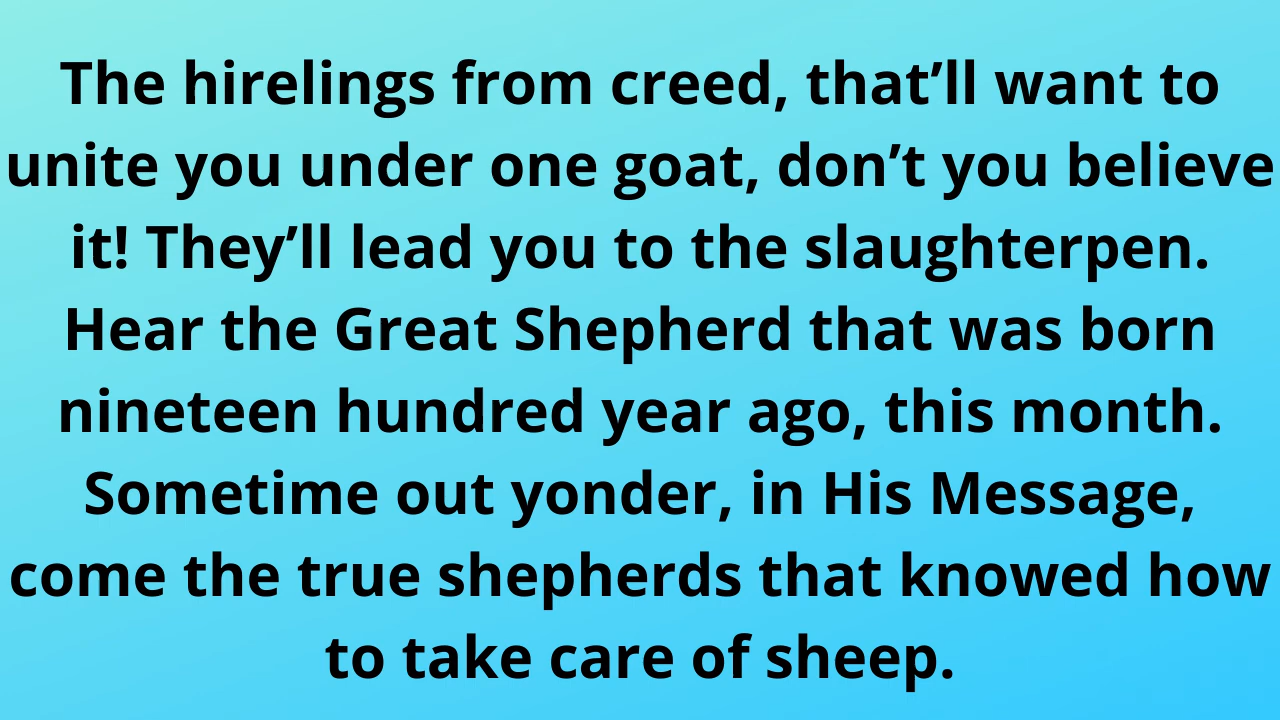 The hirelings from creed, that’ll want to
unite you under one goat, don’t you believe
it! They’ll lead you to the slaughterpen.
Hear the Great Shepherd that was born
nineteen hundred year ago, this month.
Sometime out yonder, in His Message,
come the true shepherds that knowed how
to take care of sheep.